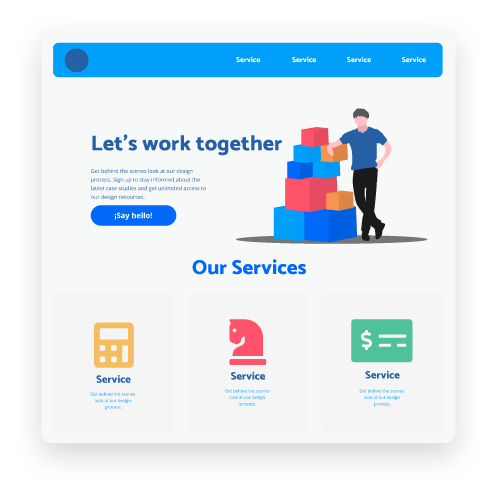 Service Service Service Service
Let's work together
Get behind the scenes look at our design
process. Sign up to stay informed about the
latest case studies and get unlimited access to
our design resources.
¡Say hello!
Our Services
Service Service Service
Get behind the scenes
look at our design
process.
Get behind the scenes
look at our design
process.
Get behind the scenes
look at our design
process.